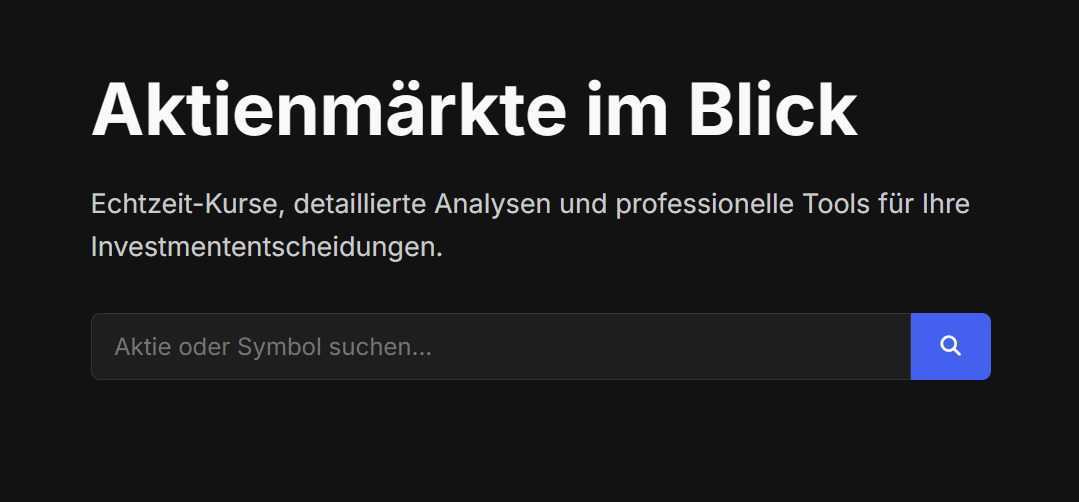 Aktienmärkte im Blick
Echtzeit-Kurse, detaillierte Analysen und professionelle Tools für Ihre
Investmententscheidungen.
Aktie oder Symbol suchen...